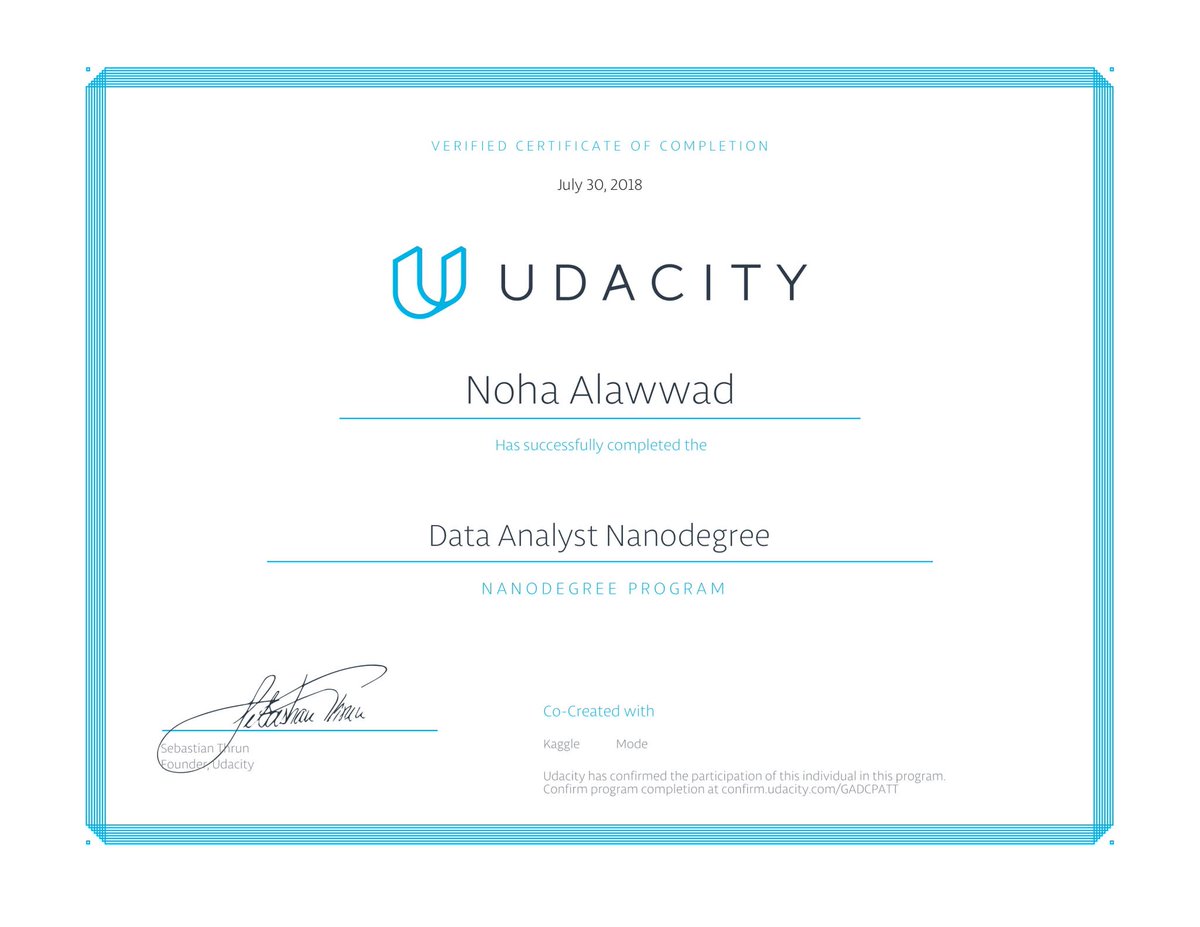 VERIFIED CERTIFICATE OF COMPLETION
July 30, 2018
UDACITY
Noha Alawwad
Has successfully completed the
Data Analyst Nanodegree
NANODEGREE PROGRAM
Sebastian Thrun
Sebastian Thrun
Founder, Udacity
Co-Created with
Kaggle Mode
Udacity has confirmed the participation of this individual in this program.
Confirm program completion at confirm.udacity.com/GADCPATT